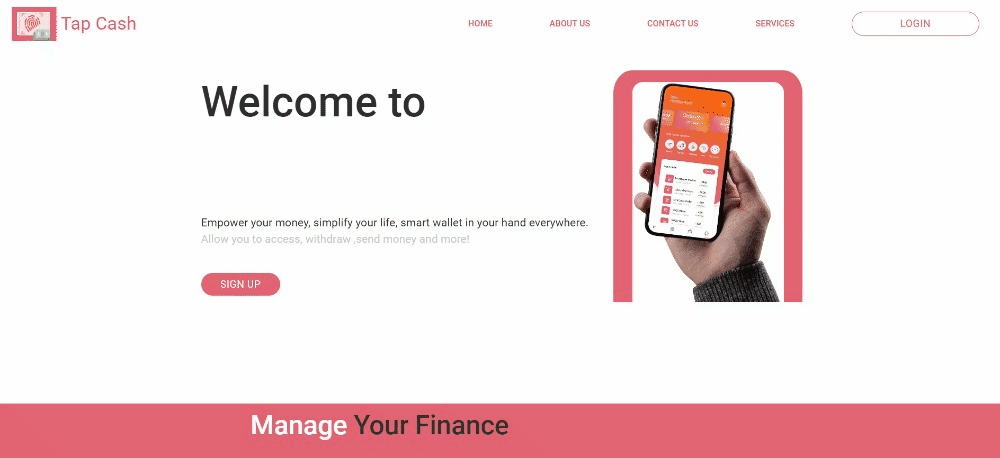 Tap Cash
HOME
ABOUT US
CONTACT US
SERVICES
LOGIN
Welcome to
Empower your money, simplify your life, smart wallet in your hand everywhere.
Allow you to access, withdraw ,send money and more!
SIGN UP
Manage Your Finance